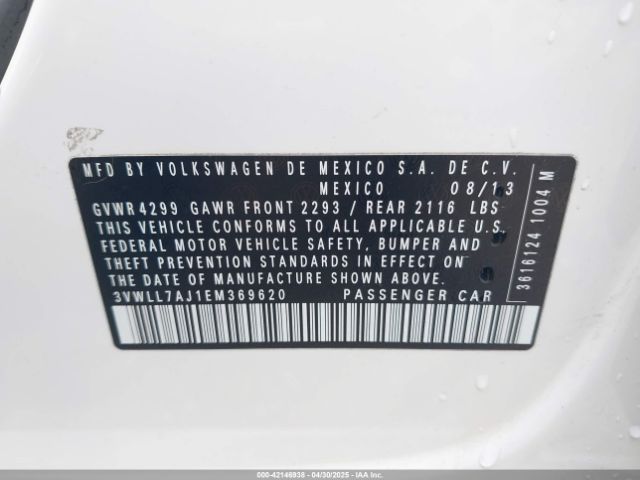 MFD BY VOLKSWAGEN DE MEXICO S.A. DE C.V.
MEXICO 08/13
GVWR 4299 GAWR FRONT 2293 / REAR 2116 LBS
THIS VEHICLE CONFORMS TO ALL APPLICABLE U.S.
FEDERAL MOTOR VEHICLE SAFETY, BUMPER AND
THEFT PREVENTION STANDARDS IN EFFECT ON
THE DATE OF MANUFACTURE SHOWN ABOVE.
3VWLL7AJ1EM369620 PASSENGER CAR
3616124 1004 M
000-42146938 - 04/30/2025 - IAAI.COM